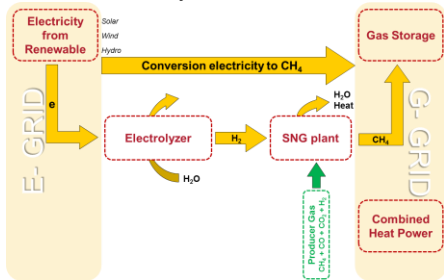 Electricity
from
Renewable
Solar
Wind
Hydro
Gas Storage
Conversion electricity to CH₄
e
E- GRID
Electrolyzer
H₂O
H₂
H₂O
Heat
SNG plant
CH₄
G- GRID
Producer Gas
CH₄ + CO + CO₂ + H₂
Combined
Heat Power